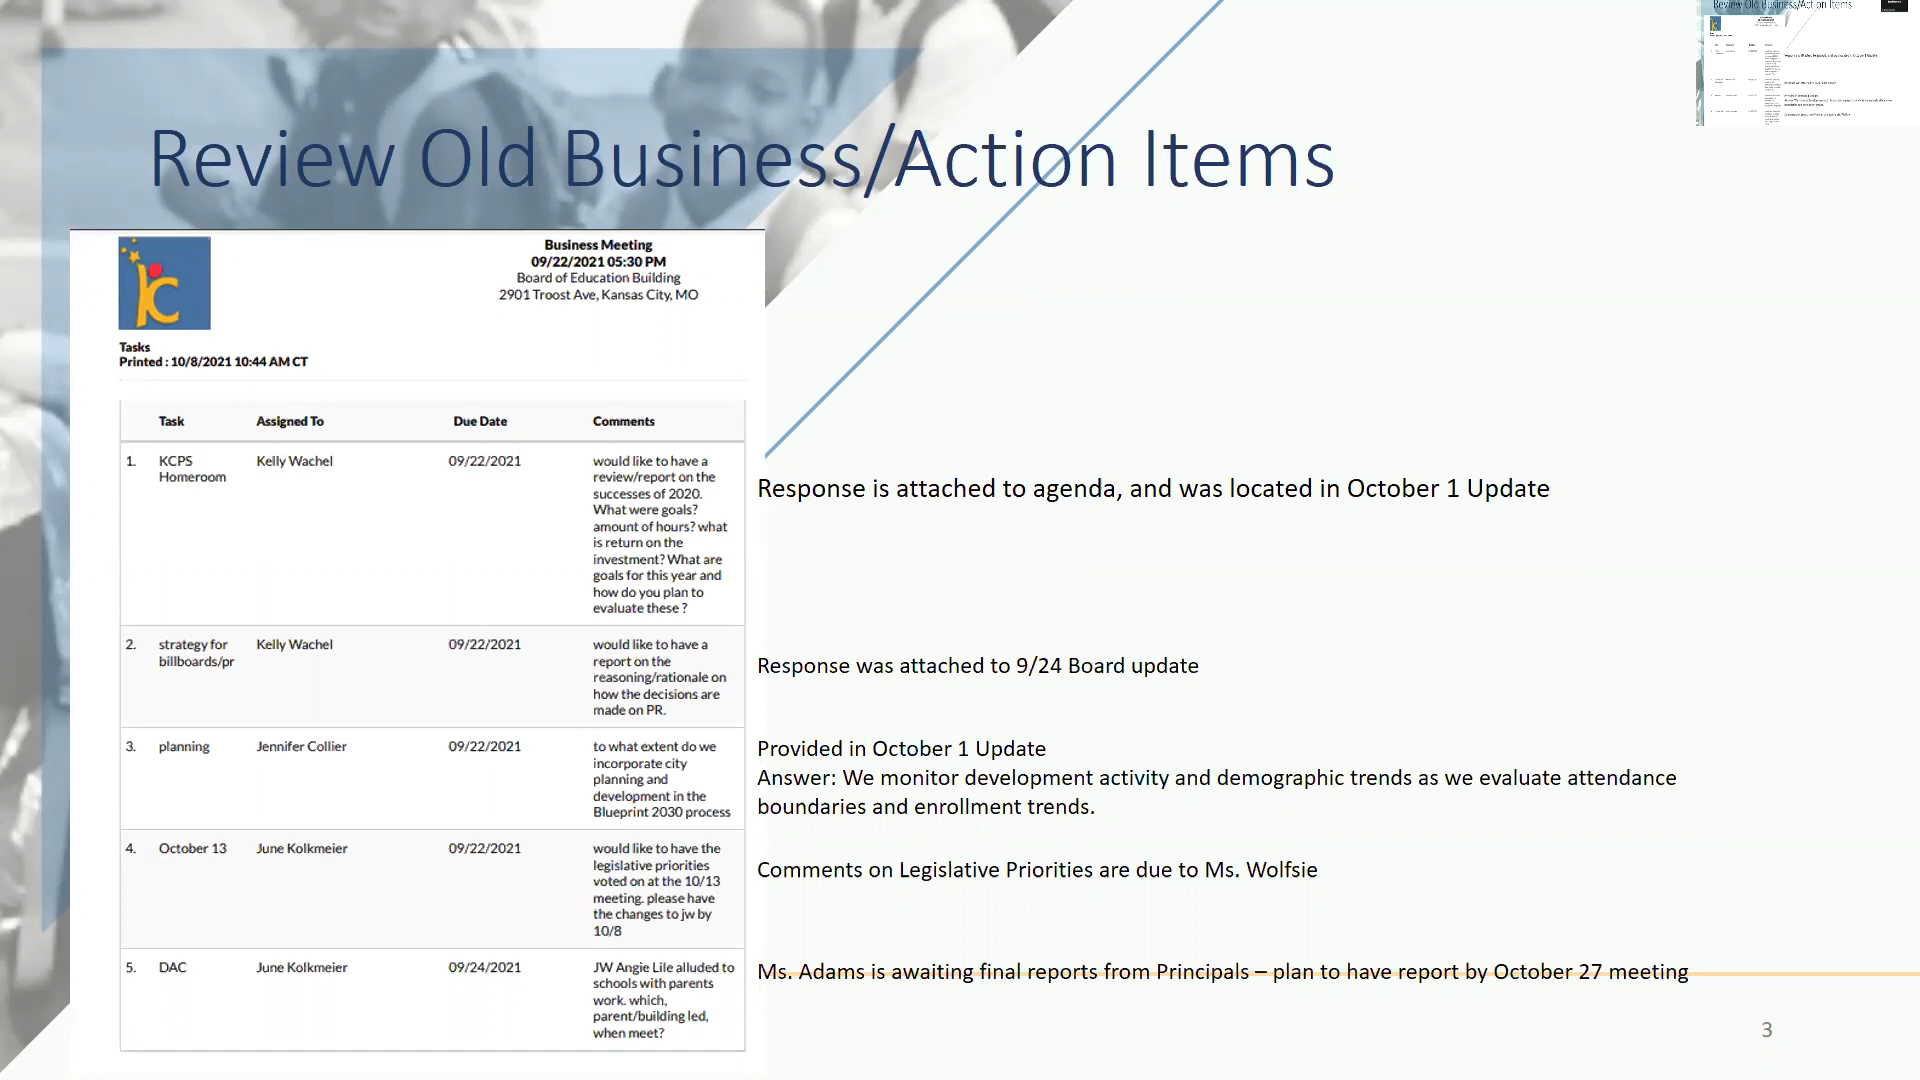 Review Old Business/Action Items
Business Meeting
09/22/2021 05:30 PM
Board of Education Building
2901 Troost Ave, Kansas City, MO
Tasks
Printed : 10/8/2021 10:44 AM CT
Task Assigned To Due Date Comments
1. KCPS Kelly Wachel 09/22/2021 would like to have a
Homeroom review/report on the
successes of 2020.
What were goals?
amount of hours? what
is return on the
investment? What are
goals for this year and
how do you plan to
evaluate these ?
Response is attached to agenda, and was located in October 1 Update
2. strategy for Kelly Wachel 09/22/2021 would like to have a
billboards/pr report on the
reasoning/rationale on
how the decisions are
made on PR.
Response was attached to 9/24 Board update
3. planning Jennifer Collier 09/22/2021 to what extent do we
incorporate city
planning and
development in the
Blueprint 2030 process
Provided in October 1 Update
Answer: We monitor development activity and demographic trends as we evaluate attendance
boundaries and enrollment trends.
4. October 13 June Kolkmeier 09/22/2021 would like to have the
legislative priorities
voted on at the 10/13
meeting. please have
the changes to jw by
10/8
Comments on Legislative Priorities are due to Ms. Wolfsie
5. DAC June Kolkmeier 09/24/2021 JW Angie Lile alluded to
schools with parents
work. which,
parent/building led,
when meet?
Ms. Adams is awaiting final reports from Principals – plan to have report by October 27 meeting
3
Review Old Business/Action Items